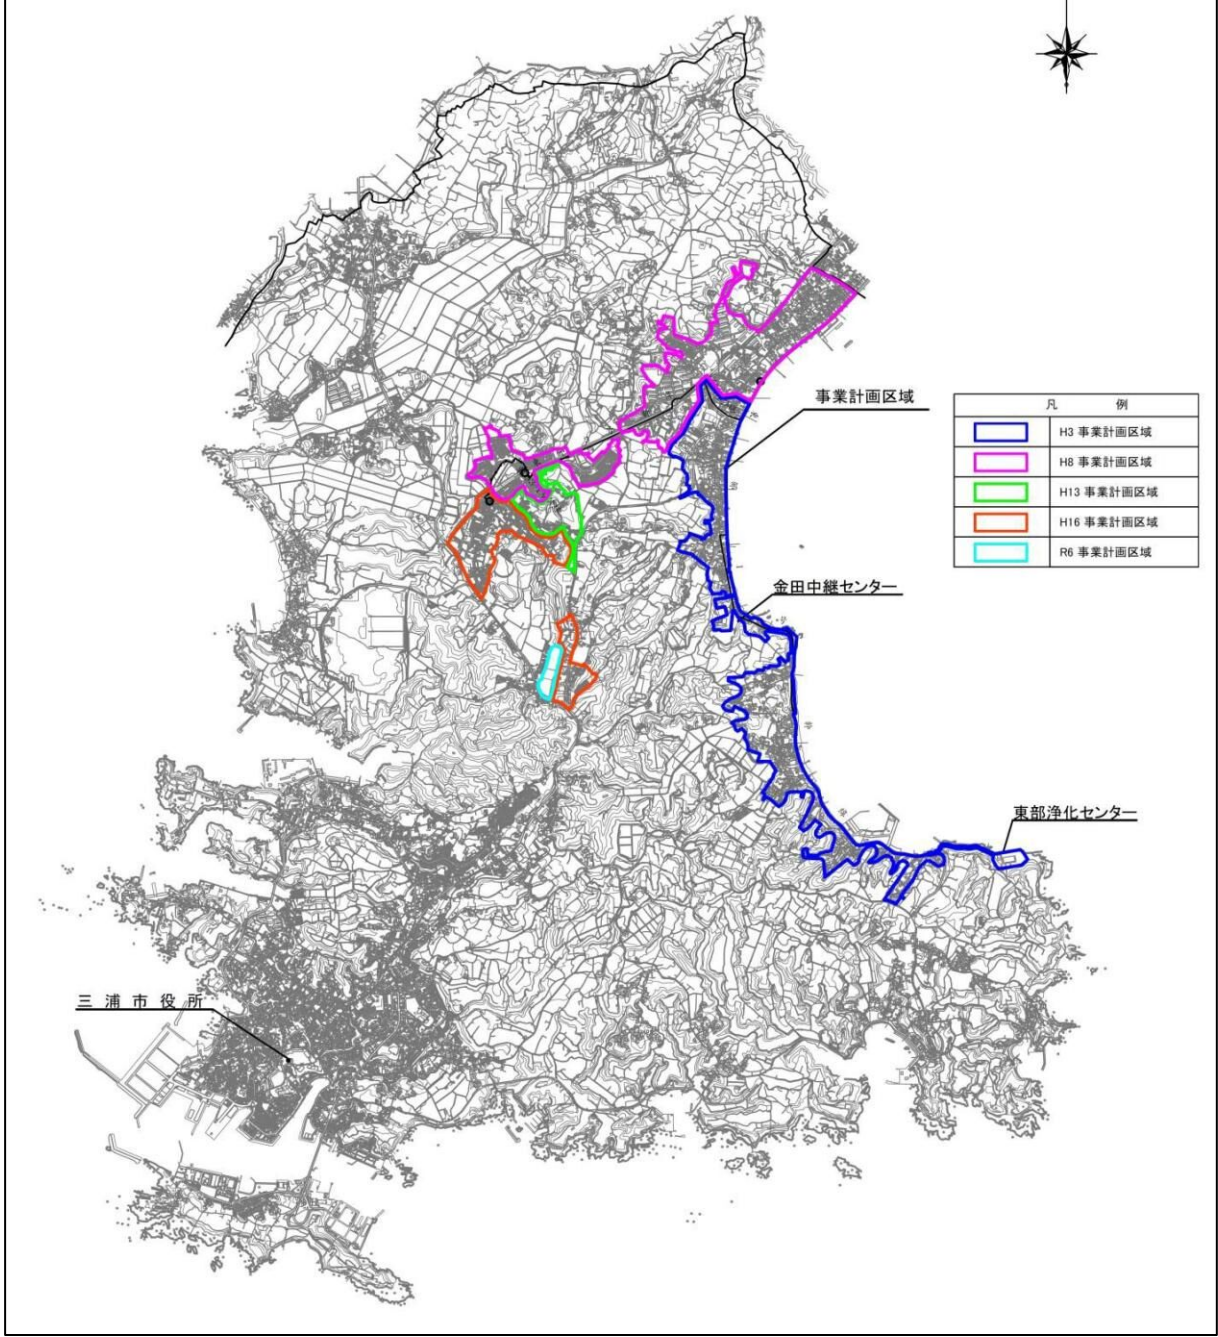 事業計画区域
凡 例
H3 事業計画区域
H8 事業計画区域
H13 事業計画区域
H16 事業計画区域
R6 事業計画区域
金田中継センター
東部浄化センター
三浦市役所